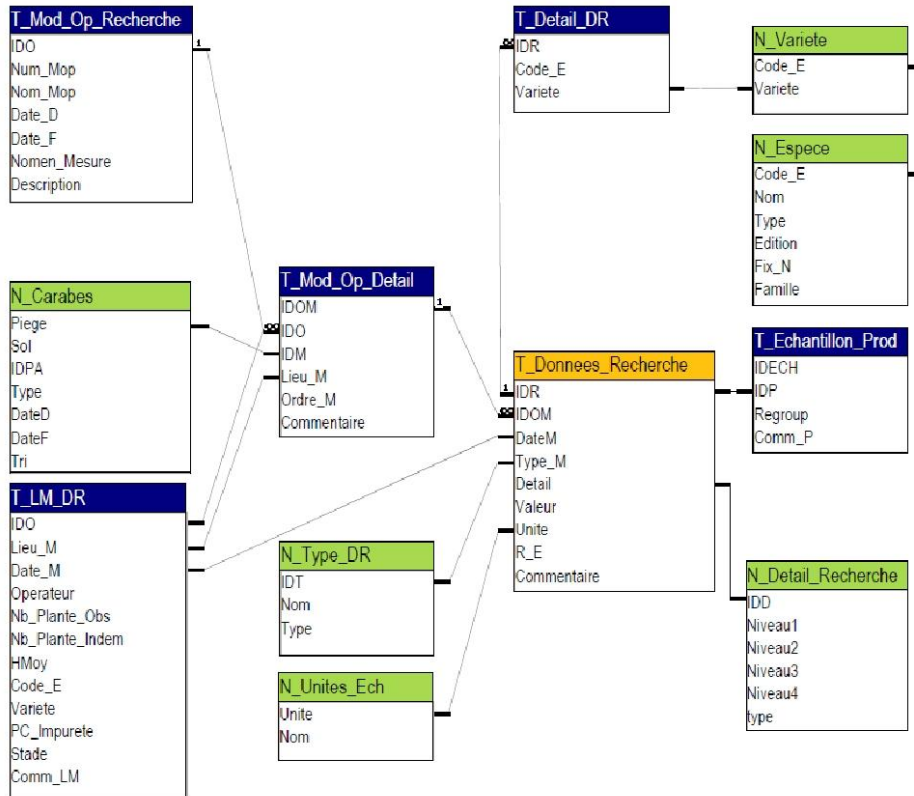 T_Mod_Op_Recherche
IDO
Num_Mop
Nom_Mop
Date_D
Date_F
Nomen_Mesure
Description
1
T_Detail_DR
IDR
Code_E
Variete
∞
N_Variete
Code_E
Variete
N_Espece
Code_E
Nom
Type
Edition
Fix_N
Famille
N_Carabes
Piege
Sol
IDPA
Type
DateD
DateF
Tri
T_Mod_Op_Detail
IDOM
IDO
IDM
Lieu_M
Ordre_M
Commentaire
∞
1
T_Donnees_Recherche
IDR
IDOM
DateM
Type_M
Detail
Valeur
Unite
R_E
Commentaire
1
∞
T_Echantillon_Prod
IDECH
IDP
Regroup
Comm_P
T_LM_DR
IDO
Lieu_M
Date_M
Operateur
Nb_Plante_Obs
Nb_Plante_Indem
HMoy
Code_E
Variete
PC_Impurete
Stade
Comm_LM
N_Type_DR
IDT
Nom
Type
N_Unites_Ech
Unite
Nom
N_Detail_Recherche
IDD
Niveau1
Niveau2
Niveau3
Niveau4
type